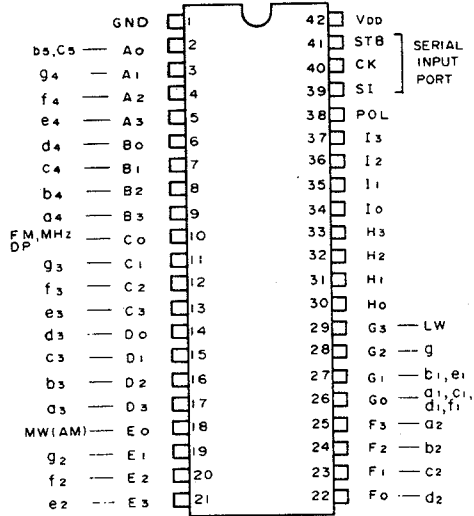 GND 1 42 VDD
b5,C5 — A0 2 41 STB
g4 — A1 3 40 CK
f4 — A2 4 39 SI
SERIAL
INPUT
PORT
e4 — A3 5 38 POL
d4 — B0 6 37 I3
c4 — B1 7 36 I2
b4 — B2 8 35 I1
a4 — B3 9 34 I0
FM,MHz
DP — C0 10 33 H3
g3 — C1 11 32 H2
f3 — C2 12 31 H1
e3 — C3 13 30 H0
d3 — D0 14 29 G3 — LW
c3 — D1 15 28 G2 — g
b3 — D2 16 27 G1 — b1,e1
a3 — D3 17 26 G0 — a1,c1,
d1,f1
MW(AM) — E0 18 25 F3 — a2
g2 — E1 19 24 F2 — b2
f2 — E2 20 23 F1 — c2
e2 — E3 21 22 F0 — d2